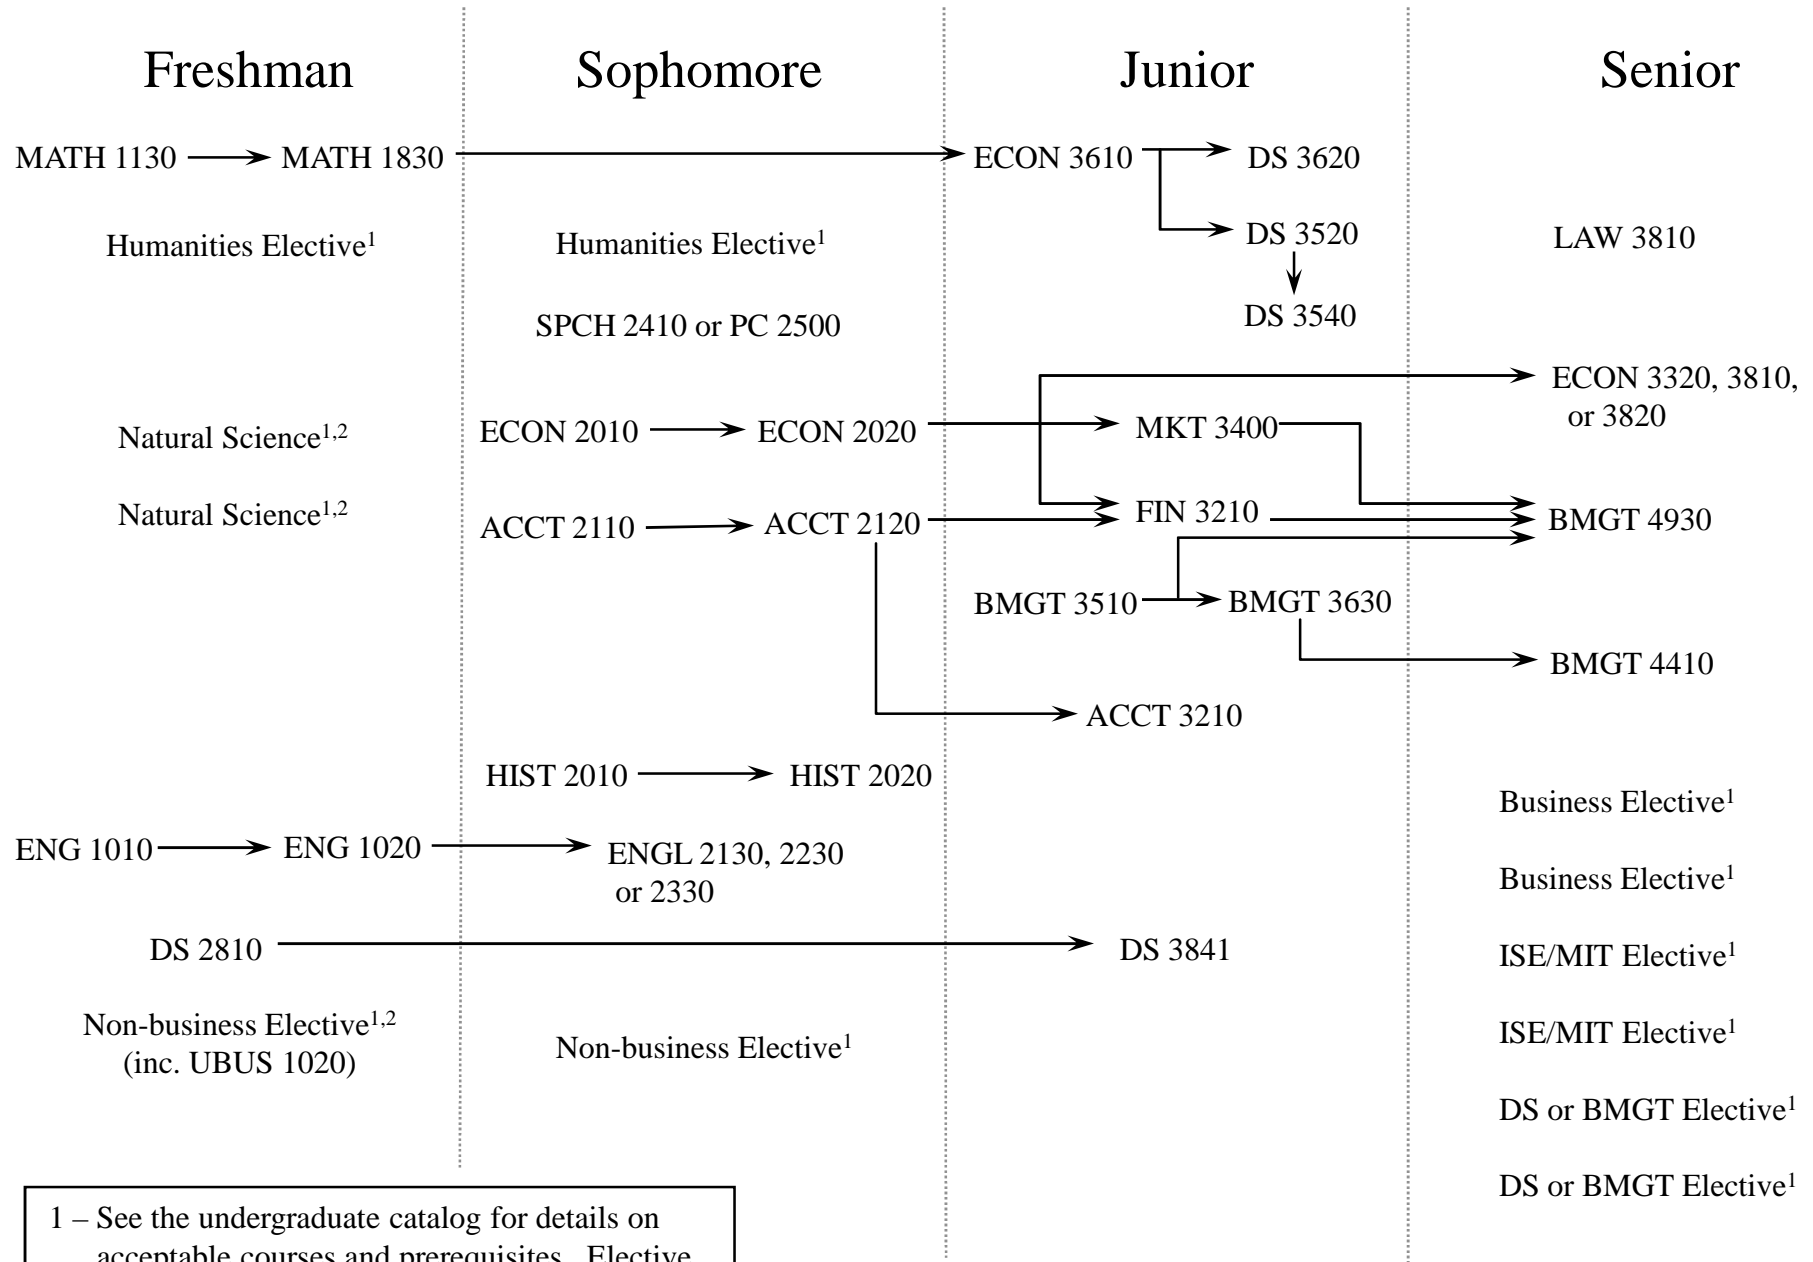 Freshman Sophomore Junior Senior
MATH 1130 MATH 1830 ECON 3610 DS 3620
Humanities Elective1 Humanities Elective1 DS 3520 LAW 3810
SPCH 2410 or PC 2500 DS 3540
ECON 3320, 3810,
or 3820
Natural Science1,2 ECON 2010 ECON 2020 MKT 3400
Natural Science1,2 ACCT 2110 ACCT 2120 FIN 3210 BMGT 4930
BMGT 3510 BMGT 3630
BMGT 4410
ACCT 3210
HIST 2010 HIST 2020
Business Elective1
ENG 1010 ENG 1020 ENGL 2130, 2230
or 2330
Business Elective1
DS 2810 DS 3841 ISE/MIT Elective1
Non-business Elective1,2
(inc. UBUS 1020)
Non-business Elective1 ISE/MIT Elective1
DS or BMGT Elective1
DS or BMGT Elective1
1 – See the undergraduate catalog for details on
acceptable courses and prerequisites. Elective